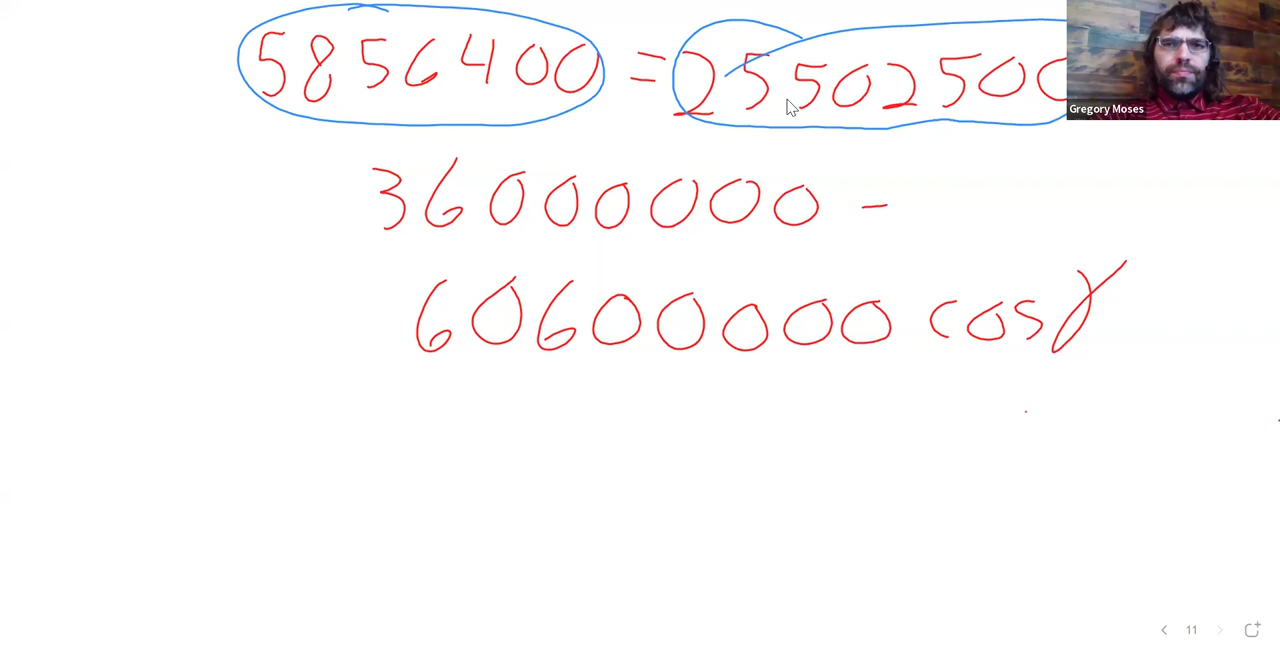 5856400 = 25502500
Gregory Moses
36000000 -
60600000 cos γ
11